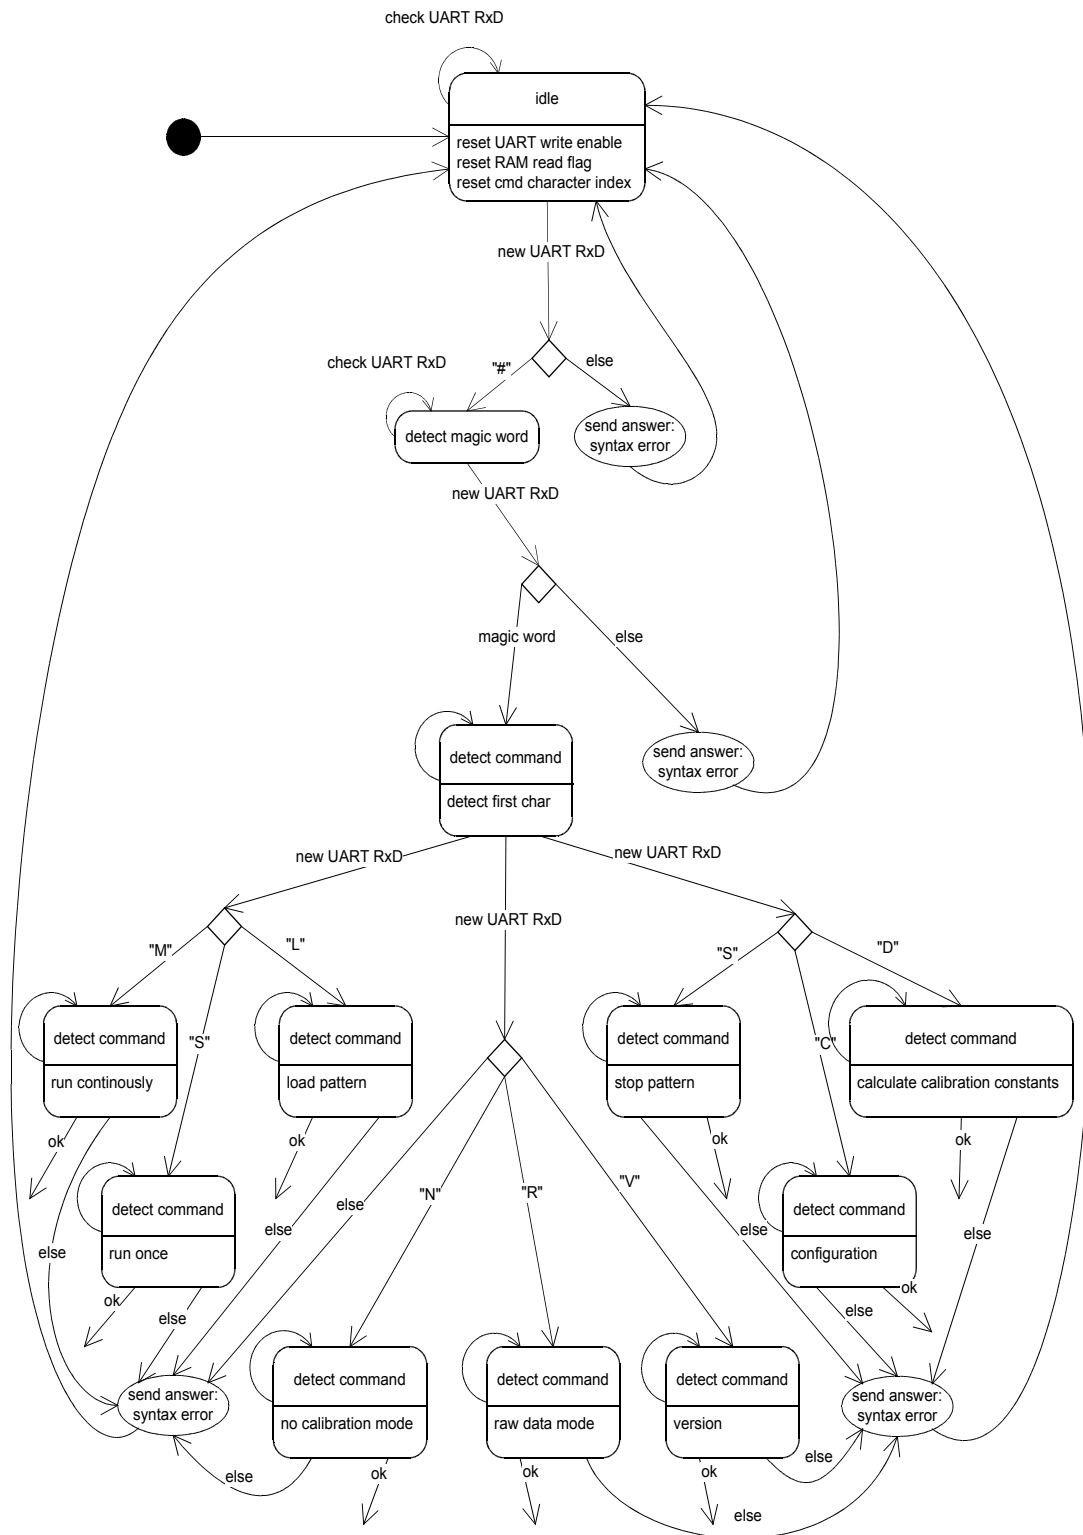 check UART RxD
idle
reset UART write enable
reset RAM read flag
reset cmd character index
new UART RxD
check UART RxD
"#"
else
detect magic word
send answer:
syntax error
new UART RxD
magic word
else
detect command
detect first char
send answer:
syntax error
new UART RxD
new UART RxD
new UART RxD
"M"
"L"
"S"
"D"
detect command
run continously
"S"
detect command
load pattern
detect command
stop pattern
"C"
detect command
calculate calibration constants
ok
ok
ok
ok
detect command
run once
"N"
"R"
"V"
else
else
else
else
else
detect command
configuration
ok
else
ok
else
detect command
no calibration mode
detect command
raw data mode
detect command
version
send answer:
syntax error
send answer:
syntax error
else
ok
ok
ok
else
else